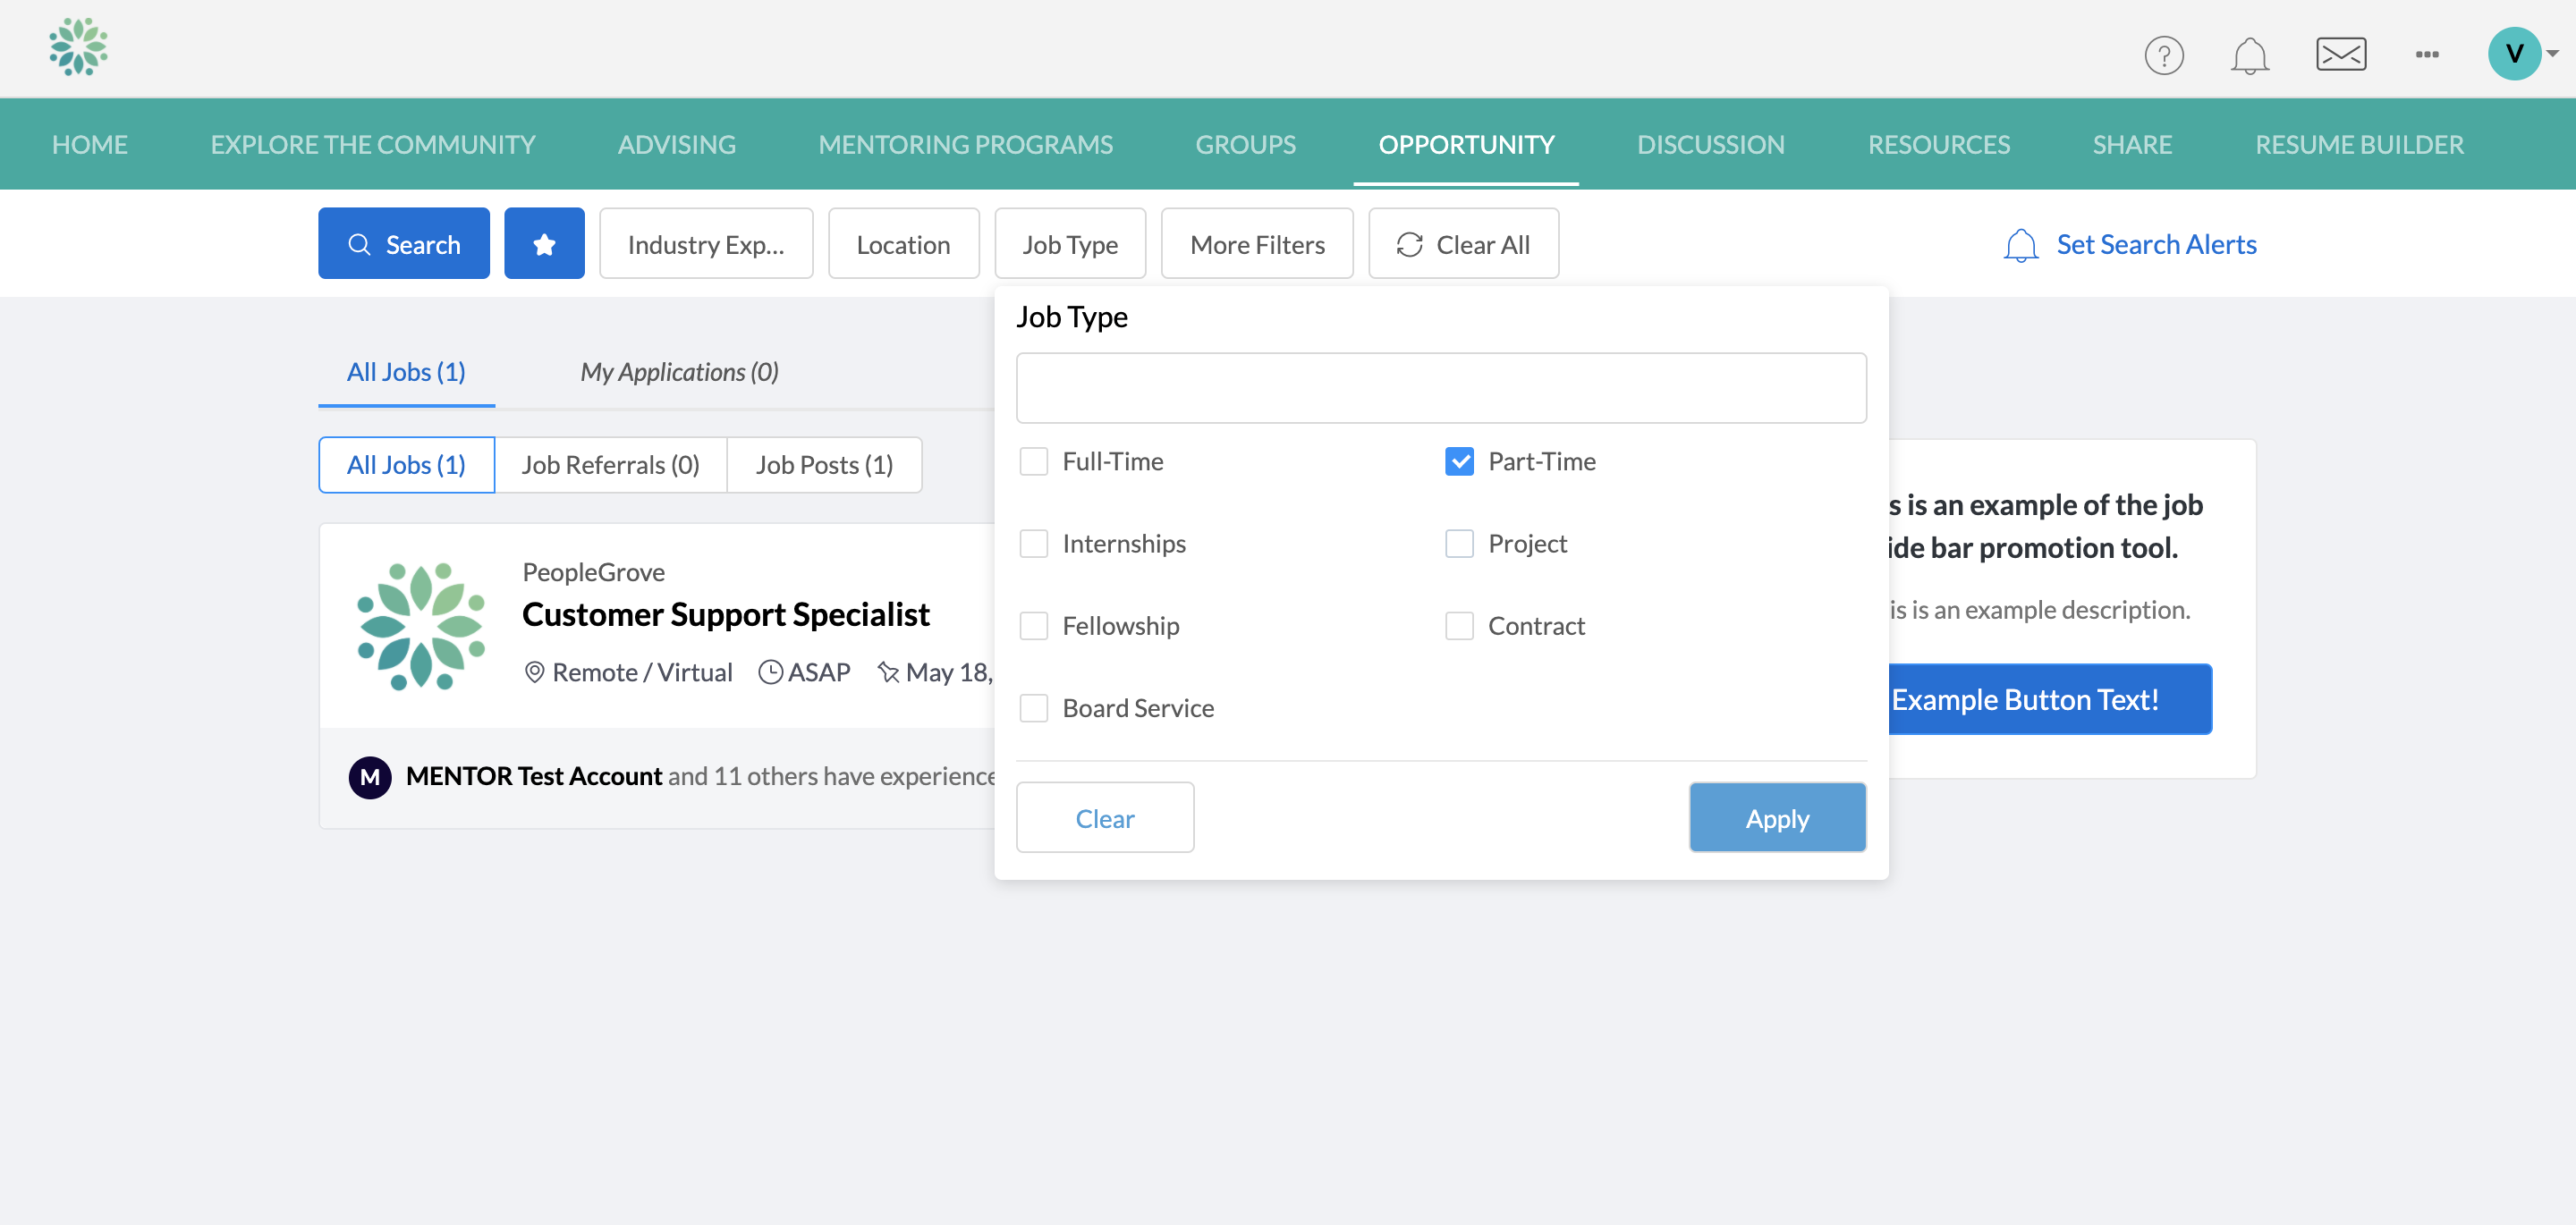 V
HOME EXPLORE THE COMMUNITY ADVISING MENTORING PROGRAMS GROUPS OPPORTUNITY DISCUSSION RESOURCES SHARE RESUME BUILDER
Search Industry Exp... Location Job Type More Filters Clear All Set Search Alerts
Job Type
All Jobs (1) My Applications (0)
All Jobs (1) Job Referrals (0) Job Posts (1)
Full-Time Part-Time
Internships Project
Fellowship Contract
Board Service
Clear Apply
PeopleGrove
Customer Support Specialist
Remote / Virtual ASAP May 18,
M MENTOR Test Account and 11 others have experience
s is an example of the job
ide bar promotion tool.
is is an example description.
Example Button Text!